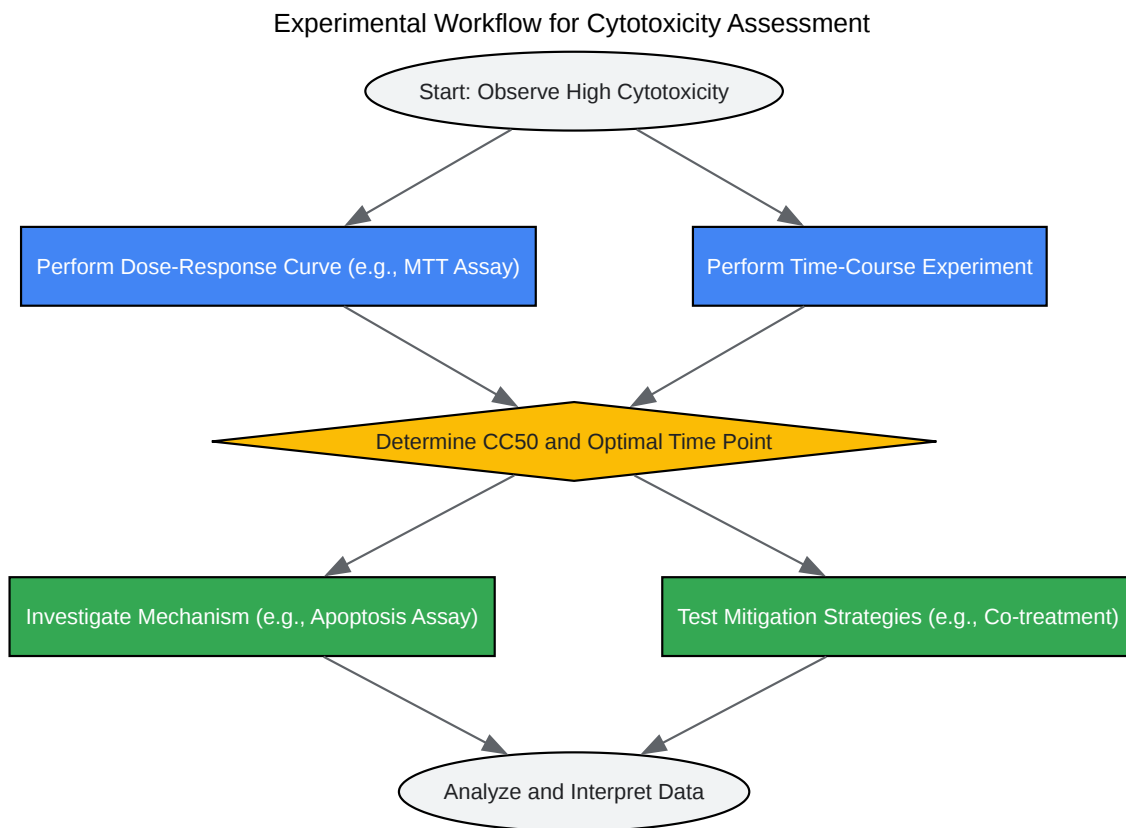 Experimental Workflow for Cytotoxicity Assessment
Start: Observe High Cytotoxicity
Perform Dose-Response Curve (e.g., MTT Assay)
Perform Time-Course Experiment
Determine CC50 and Optimal Time Point
Investigate Mechanism (e.g., Apoptosis Assay)
Test Mitigation Strategies (e.g., Co-treatment)
Analyze and Interpret Data